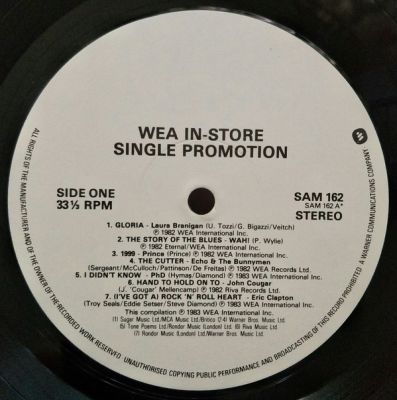 WEA IN-STORE
SINGLE PROMOTION
SIDE ONE
33⅓ RPM
SAM 162
SAM 162 A*
STEREO
1. GLORIA - Laura Branigan (U. Tozzi/G. Bigazzi/Veitch)
℗ 1982 WEA International Inc.
2. THE STORY OF THE BLUES - WAH! (P. Wylie)
℗ 1982 Eternal/WEA International Inc.
3. 1999 - Prince (Prince) ℗ 1982 WEA International Inc.
4. THE CUTTER - Echo & the Bunnymen
(Sergeant/McCulloch/Pattinson/De Freitas) ℗ 1982 WEA Records Ltd.
5. I DIDN'T KNOW - PhD (Hymas/Diamond) ℗ 1983 WEA International Inc.
6. HAND TO HOLD ON TO - John Cougar
(J. 'Cougar' Mellencamp) ℗ 1982 Riva Records Ltd.
7. (I'VE GOT A) ROCK 'N' ROLL HEART - Eric Clapton
(Troy Seals/Eddie Setser/Steve Diamond) ℗ 1983 WEA International Inc.
This compilation ℗ 1983 WEA International Inc.
(1) Sugar Music Ltd./MCA Music Ltd./Britico (2-4) Warner Bros. Music Ltd.
(5) Tone Poems Ltd./Rondor Music (London) Ltd. (6) Riva Music Ltd.
(7) Rondor Music (London) Ltd./Warner Bros. Music Ltd.
ALL RIGHTS OF THE MANUFACTURER AND OF THE OWNER OF THE RECORDED WORK RESERVED. UNAUTHORISED COPYING PUBLIC PERFORMANCE AND BROADCASTING OF THIS RECORD PROHIBITED. A WARNER COMMUNICATIONS COMPANY.